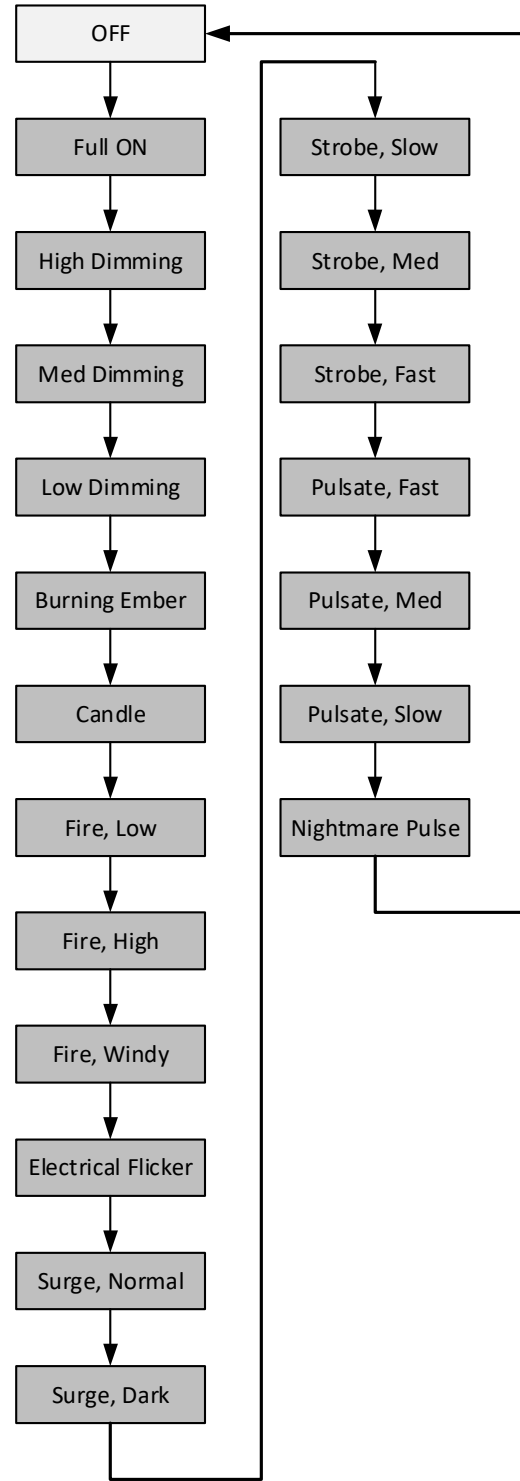 OFF
Full ON
High Dimming
Med Dimming
Low Dimming
Burning Ember
Candle
Fire, Low
Fire, High
Fire, Windy
Electrical Flicker
Surge, Normal
Surge, Dark
Strobe, Slow
Strobe, Med
Strobe, Fast
Pulsate, Fast
Pulsate, Med
Pulsate, Slow
Nightmare Pulse